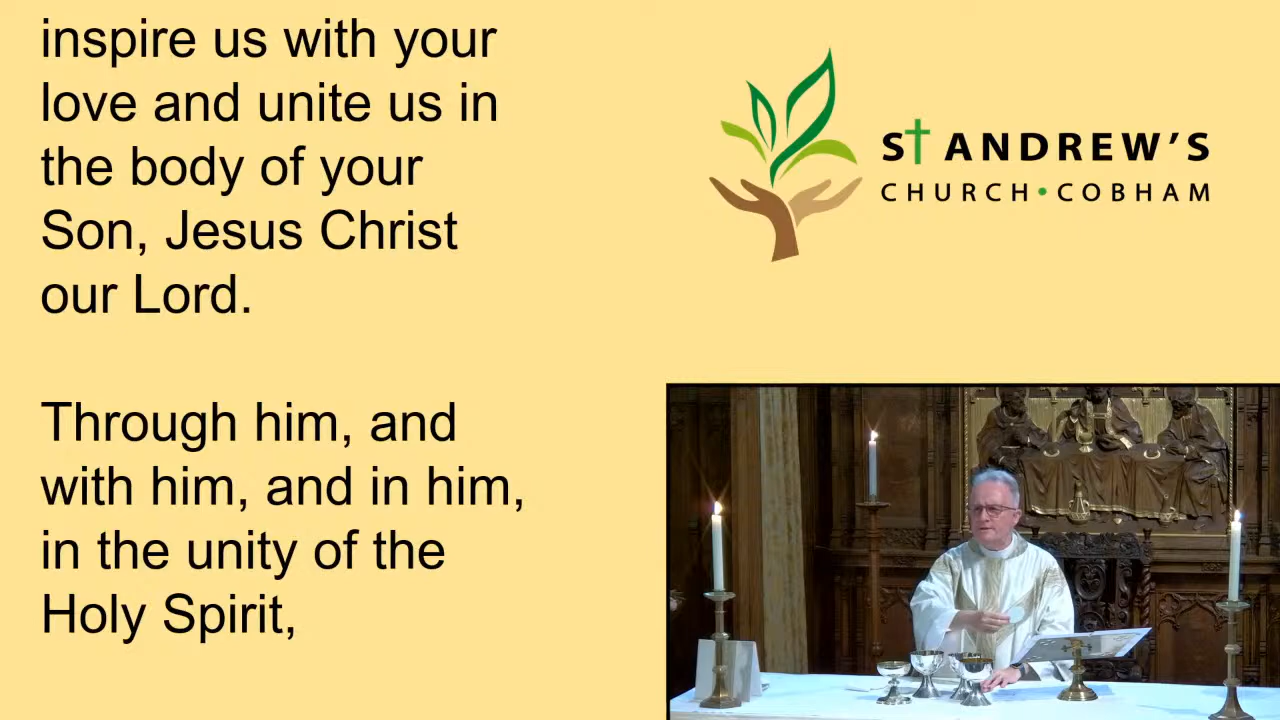 inspire us with your
love and unite us in
the body of your
Son, Jesus Christ
our Lord.
Through him, and
with him, and in him,
in the unity of the
Holy Spirit,
ST ANDREW'S
CHURCH • COBHAM